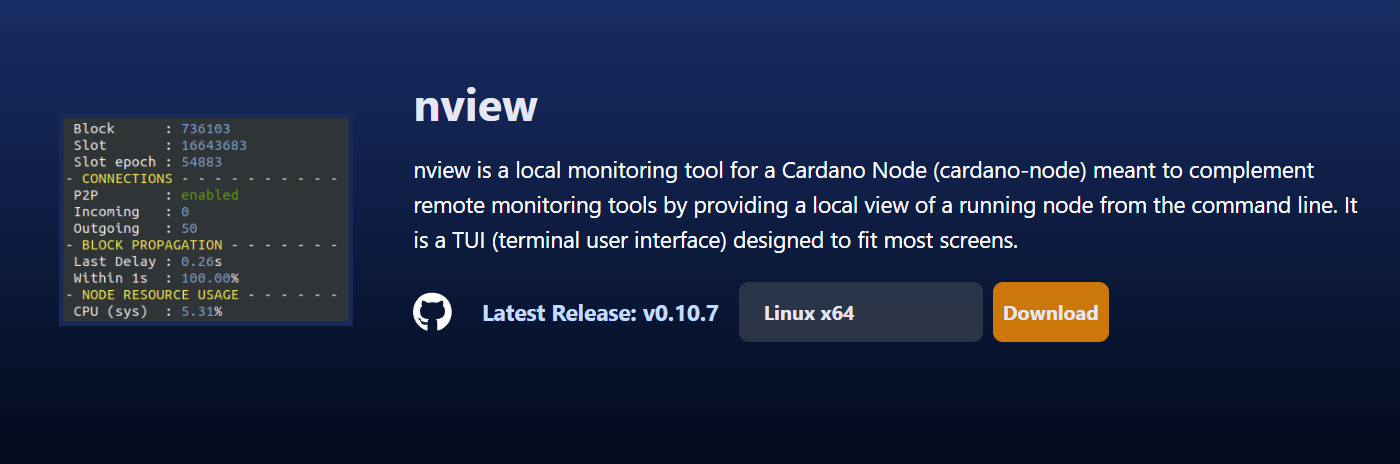 Block : 736103
Slot : 16643683
Slot epoch : 54883
- CONNECTIONS - - - - - - - - - -
P2P : enabled
Incoming : 0
Outgoing : 50
- BLOCK PROPAGATION - - - - - - -
Last Delay : 0.26s
Within 1s : 100.00%
- NODE RESOURCE USAGE - - - - - -
CPU (sys) : 5.31%
nview
nview is a local monitoring tool for a Cardano Node (cardano-node) meant to complement
remote monitoring tools by providing a local view of a running node from the command line. It
is a TUI (terminal user interface) designed to fit most screens.
Latest Release: v0.10.7
Linux x64
Download